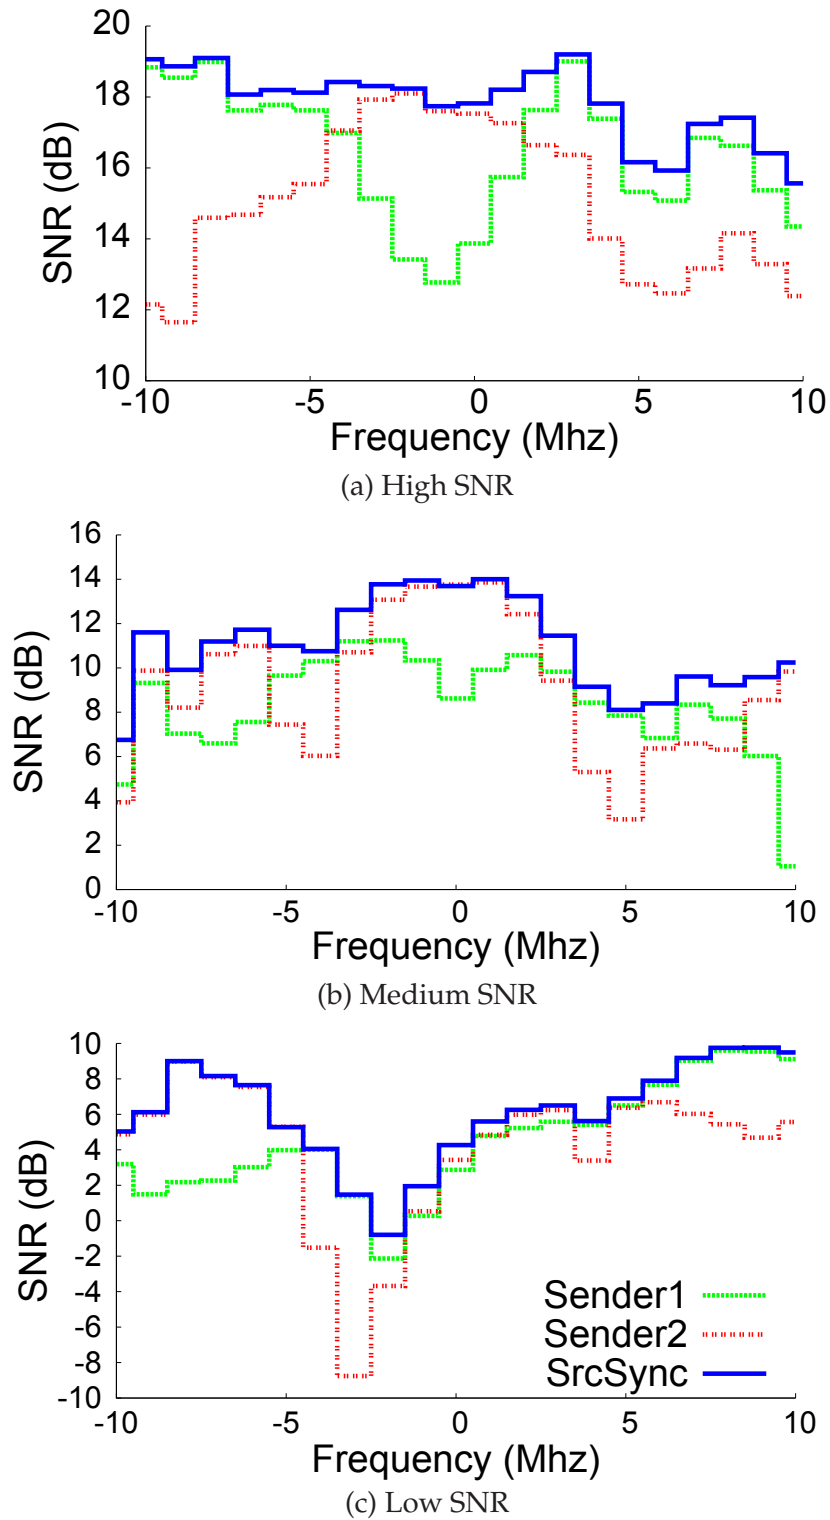 20
18
16
14
12
10
SNR (dB)
-10 -5 0 5 10
Frequency (Mhz)
(a) High SNR
16
14
12
10
8
6
4
2
0
SNR (dB)
-10 -5 0 5 10
Frequency (Mhz)
(b) Medium SNR
10
8
6
4
2
0
-2
-4
-6
-8
-10
SNR (dB)
Sender1
Sender2
SrcSync
-10 -5 0 5 10
Frequency (Mhz)
(c) Low SNR